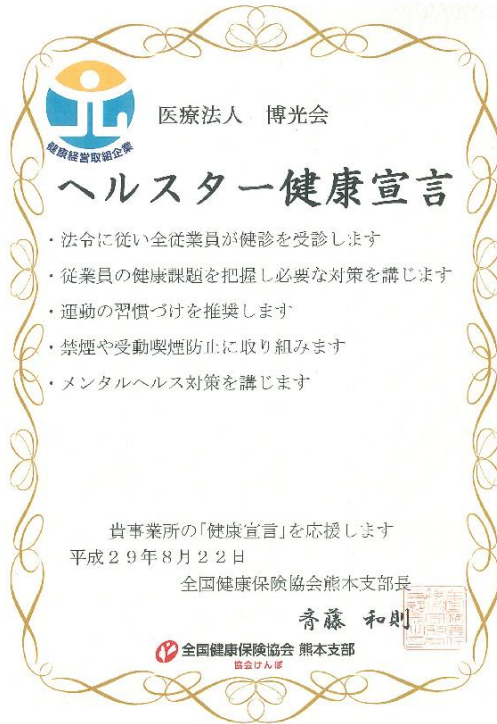 健康経営取組企業
医療法人 博光会
ヘルスター健康宣言
・法令に従い全従業員が健診を受診します
・従業員の健康課題を把握し必要な対策を講じます
・運動の習慣づけを推奨します
・禁煙や受動喫煙防止に取り組みます
・メンタルヘルス対策を講じます
貴事業所の「健康宣言」を応援します
平成29年8月22日
全国健康保険協会熊本支部長
斉藤 和則
全国健康保険協会 熊本支部
協会けんぽ